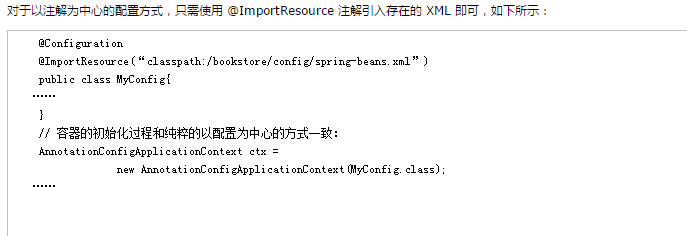 对于以注解为中心的配置方式，只需使用 @ImportResource 注解引入存在的 XML 即可，如下所示：
@Configuration
@ImportResource(“classpath:/bookstore/config/spring-beans.xml”)
public class MyConfig{
……
}
// 容器的初始化过程和纯粹的以配置为中心的方式一致：
AnnotationConfigApplicationContext ctx =
new AnnotationConfigApplicationContext(MyConfig.class);
……